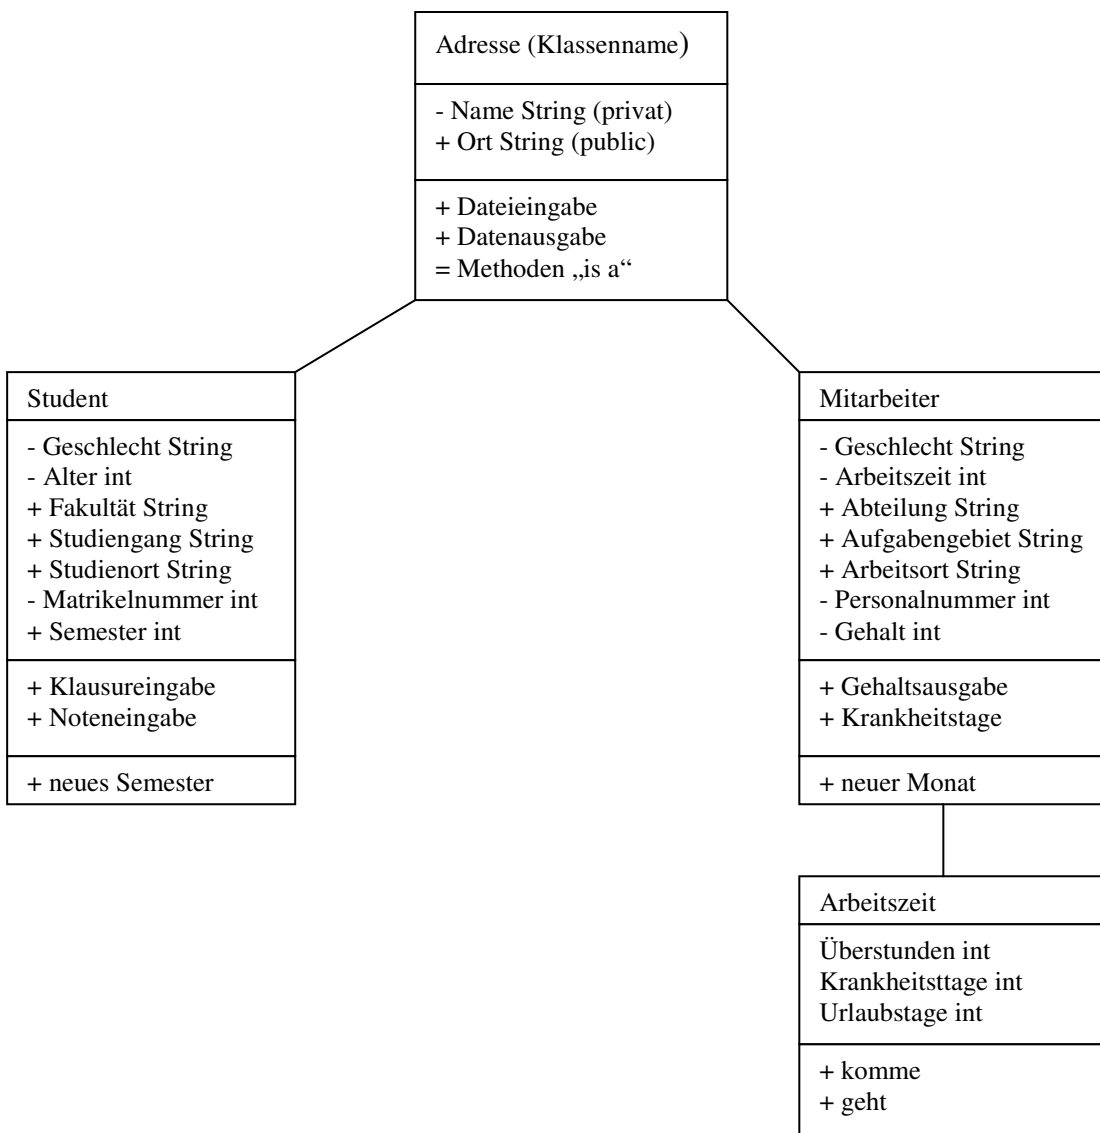 Adresse (Klassenname)
- Name String (privat)
+ Ort String (public)
+ Dateieingabe
+ Datenausgabe
= Methoden „is a“
Student
- Geschlecht String
- Alter int
+ Fakultät String
+ Studiengang String
+ Studienort String
- Matrikelnummer int
+ Semester int
+ Klausureingabe
+ Noteneingabe
+ neues Semester
Mitarbeiter
- Geschlecht String
- Arbeitszeit int
+ Abteilung String
+ Aufgabengebiet String
+ Arbeitsort String
- Personalnummer int
- Gehalt int
+ Gehaltsausgabe
+ Krankheitstage
+ neuer Monat
Arbeitszeit
Überstunden int
Krankheitsttage int
Urlaubstage int
+ komme
+ geht